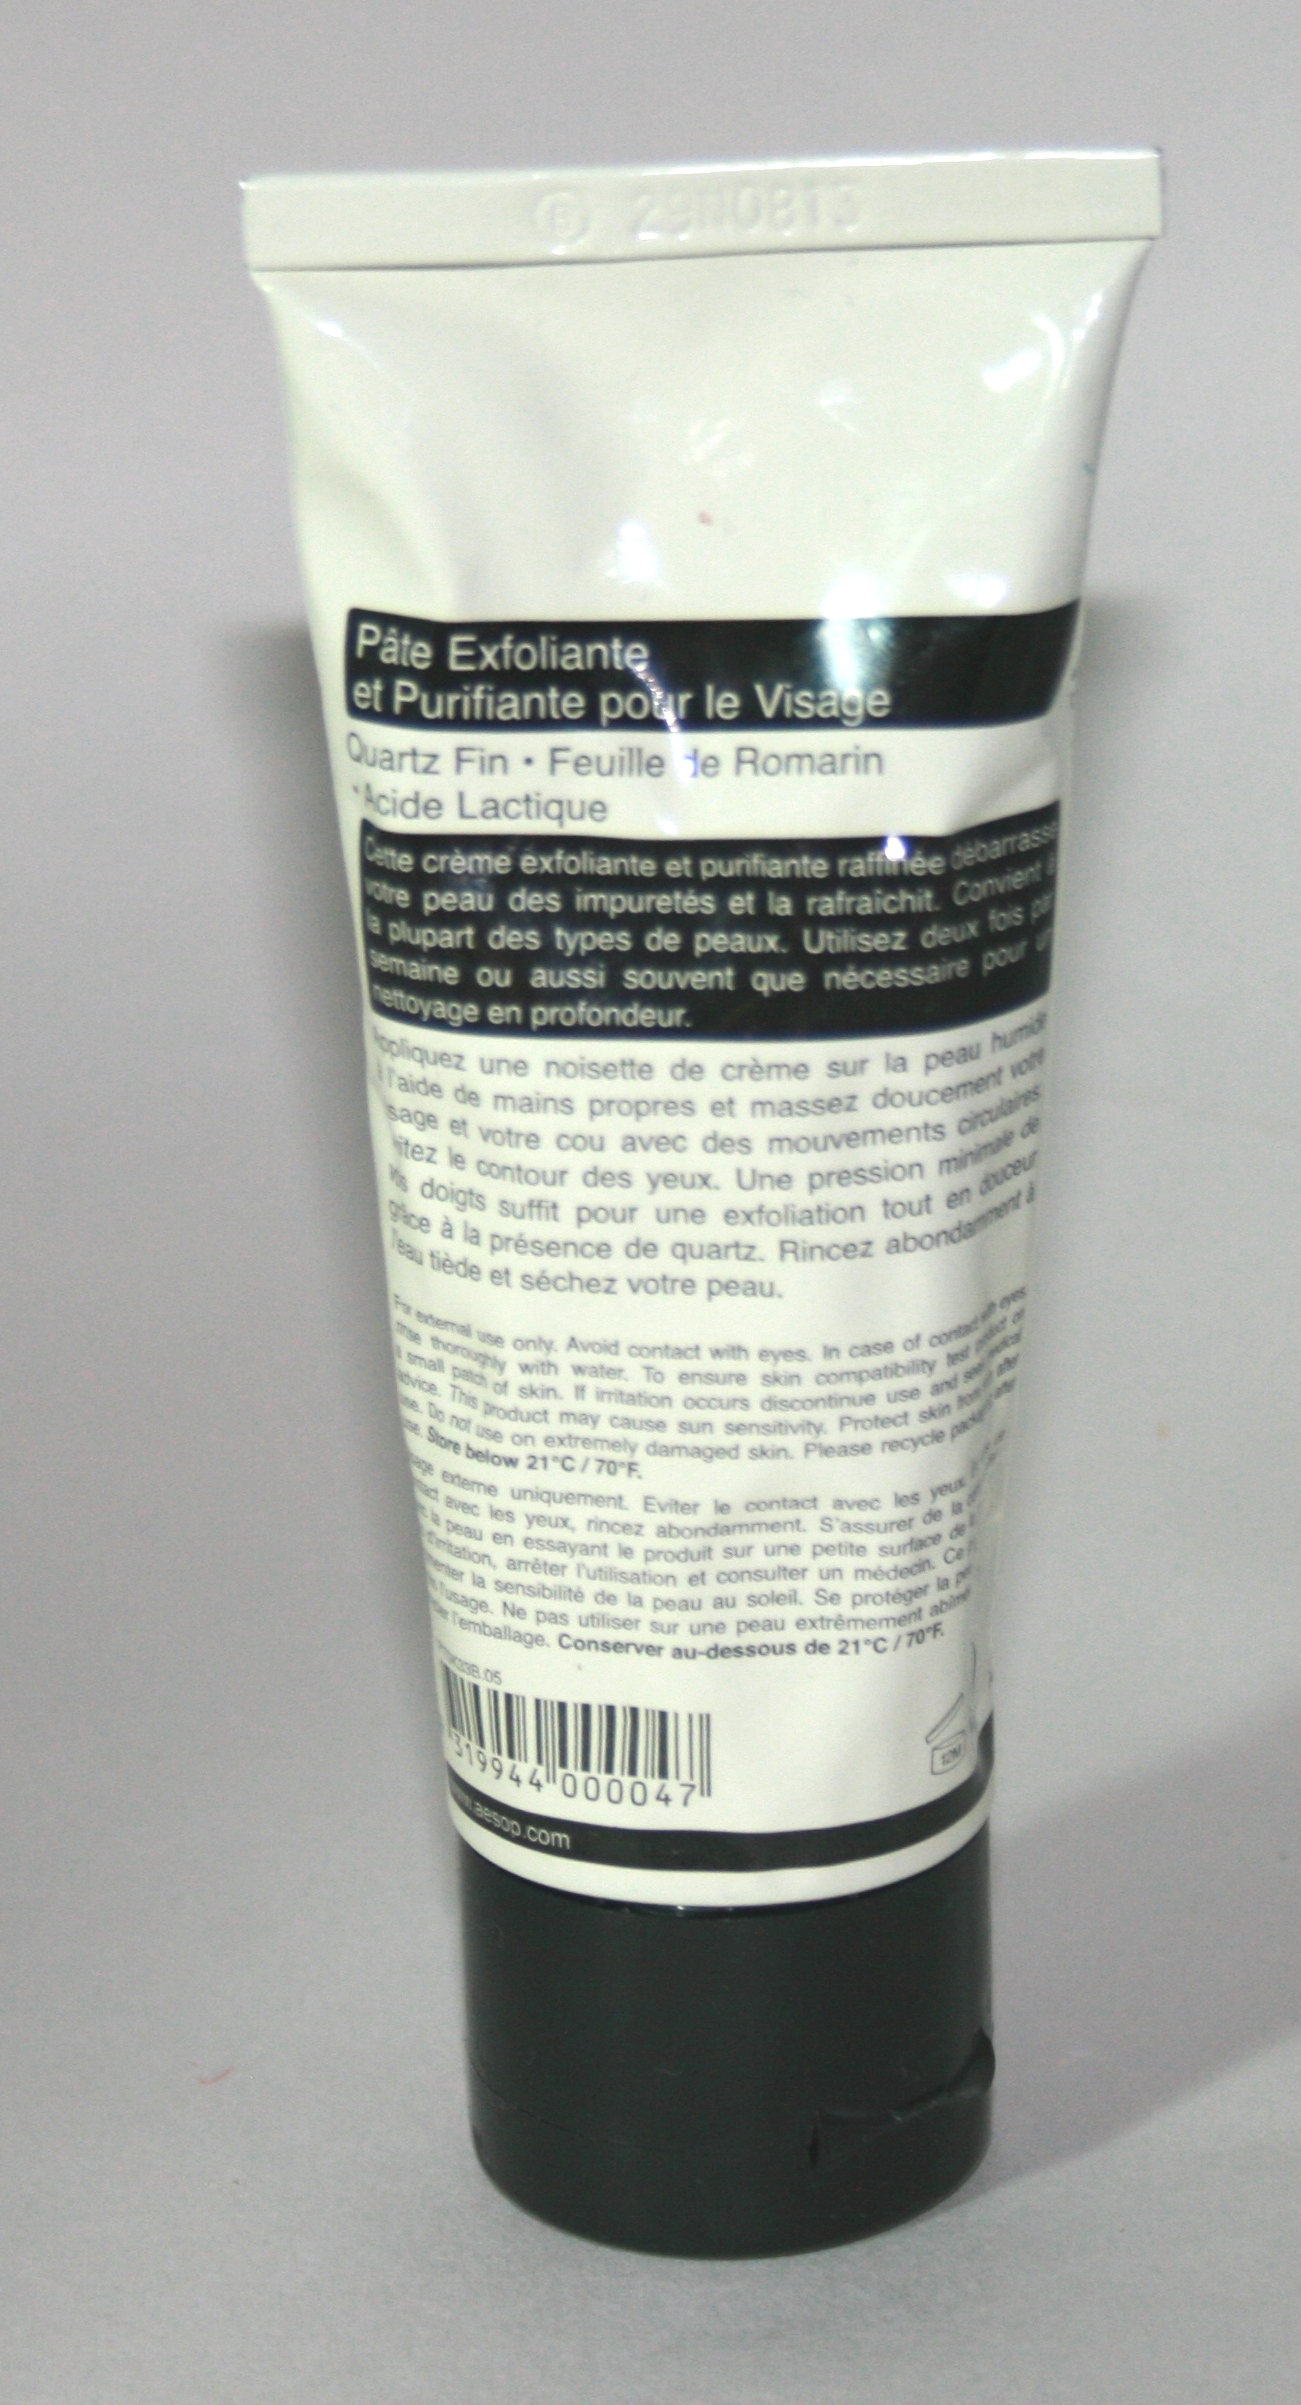 B 29N0813
Pâte Exfoliante
et Purifiante pour le Visage
Quartz Fin • Feuille de Romarin
• Acide Lactique
Cette crème exfoliante et purifiante raffinée débarrasse
votre peau des impuretés et la rafraîchit. Convient à
la plupart des types de peaux. Utilisez deux fois par
semaine ou aussi souvent que nécessaire pour un
nettoyage en profondeur.
Appliquez une noisette de crème sur la peau humide
à l'aide de mains propres et massez doucement votre
sage et votre cou avec des mouvements circulaires.
vitez le contour des yeux. Une pression minimale de
vos doigts suffit pour une exfoliation tout en douceur
grâce à la présence de quartz. Rincez abondamment à
l'eau tiède et séchez votre peau.
For external use only. Avoid contact with eyes. In case of contact with eyes
rinse thoroughly with water. To ensure skin compatibility test product on
a small patch of skin. If irritation occurs discontinue use and seek medical
advice. This product may cause sun sensitivity. Protect skin from after
use. Do not use on extremely damaged skin. Please recycle packaging after
use. Store below 21°C / 70°F.
sage externe uniquement. Eviter le contact avec les yeux.
avec les yeux, rincez abondamment. S'assurer de la
la peau en essayant le produit sur une petite surface de
d'irritation, arrêter l'utilisation et consulter un médecin. Ce
menter la sensibilité de la peau au soleil. Se protéger la
l'usage. Ne pas utiliser sur une peau extrêmement abîmée
l'emballage. Conserver au-dessous de 21°C / 70°F.
33B.05
319944 000047
12M
www.aesop.com